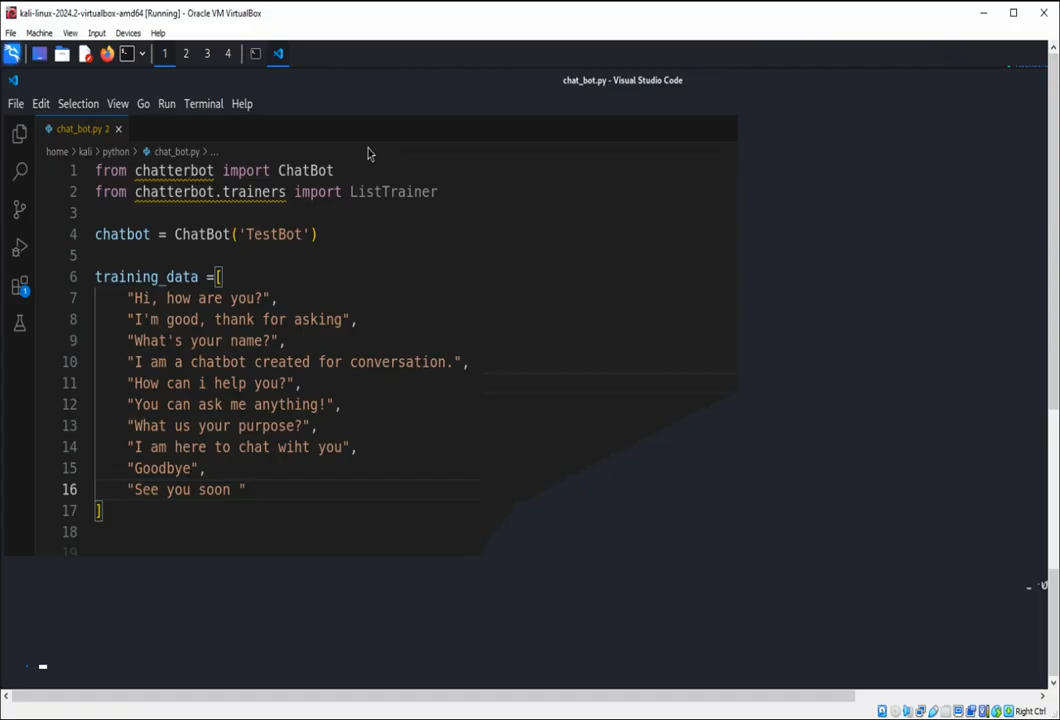 kali-linux-2024.2-virtualbox-amd64 [Running] - Oracle VM VirtualBox
File Machine View Input Devices Help
1 2 3 4
chat_bot.py - Visual Studio Code
File Edit Selection View Go Run Terminal Help
chat_bot.py 2
home > kali > python > chat_bot.py > ...
1 from chatterbot import ChatBot
2 from chatterbot.trainers import ListTrainer
3
4 chatbot = ChatBot('TestBot')
5
6 training_data =[
7 "Hi, how are you?",
8 "I'm good, thank for asking",
9 "What's your name?",
10 "I am a chatbot created for conversation.",
11 "How can i help you?",
12 "You can ask me anything!",
13 "What us your purpose?",
14 "I am here to chat wiht you",
15 "Goodbye",
16 "See you soon "
17 ]
18
19
1
Right Ctrl